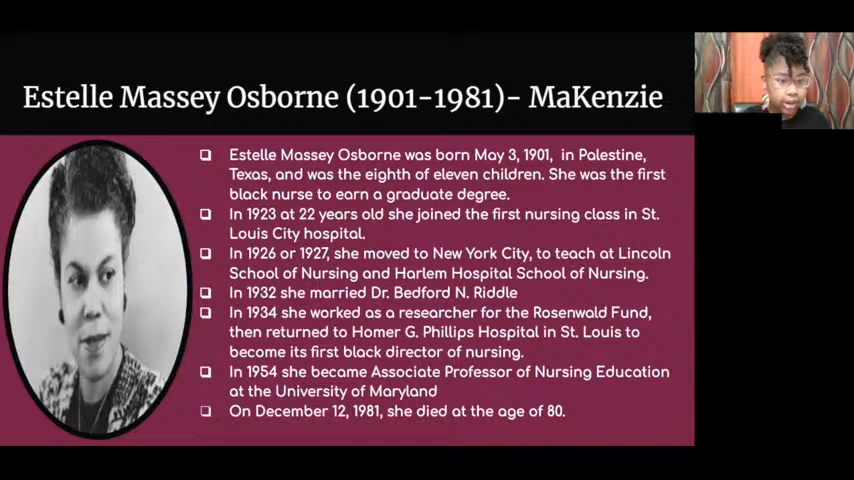 Estelle Massey Osborne (1901-1981)- MaKenzie
Estelle Massey Osborne was born May 3, 1901, in Palestine,
Texas, and was the eighth of eleven children. She was the first
black nurse to earn a graduate degree.
In 1923 at 22 years old she joined the first nursing class in St.
Louis City hospital.
In 1926 or 1927, she moved to New York City, to teach at Lincoln
School of Nursing and Harlem Hospital School of Nursing.
In 1932 she married Dr. Bedford N. Riddle
In 1934 she worked as a researcher for the Rosenwald Fund,
then returned to Homer G. Phillips Hospital in St. Louis to
become its first black director of nursing.
In 1954 she became Associate Professor of Nursing Education
at the University of Maryland
On December 12, 1981, she died at the age of 80.